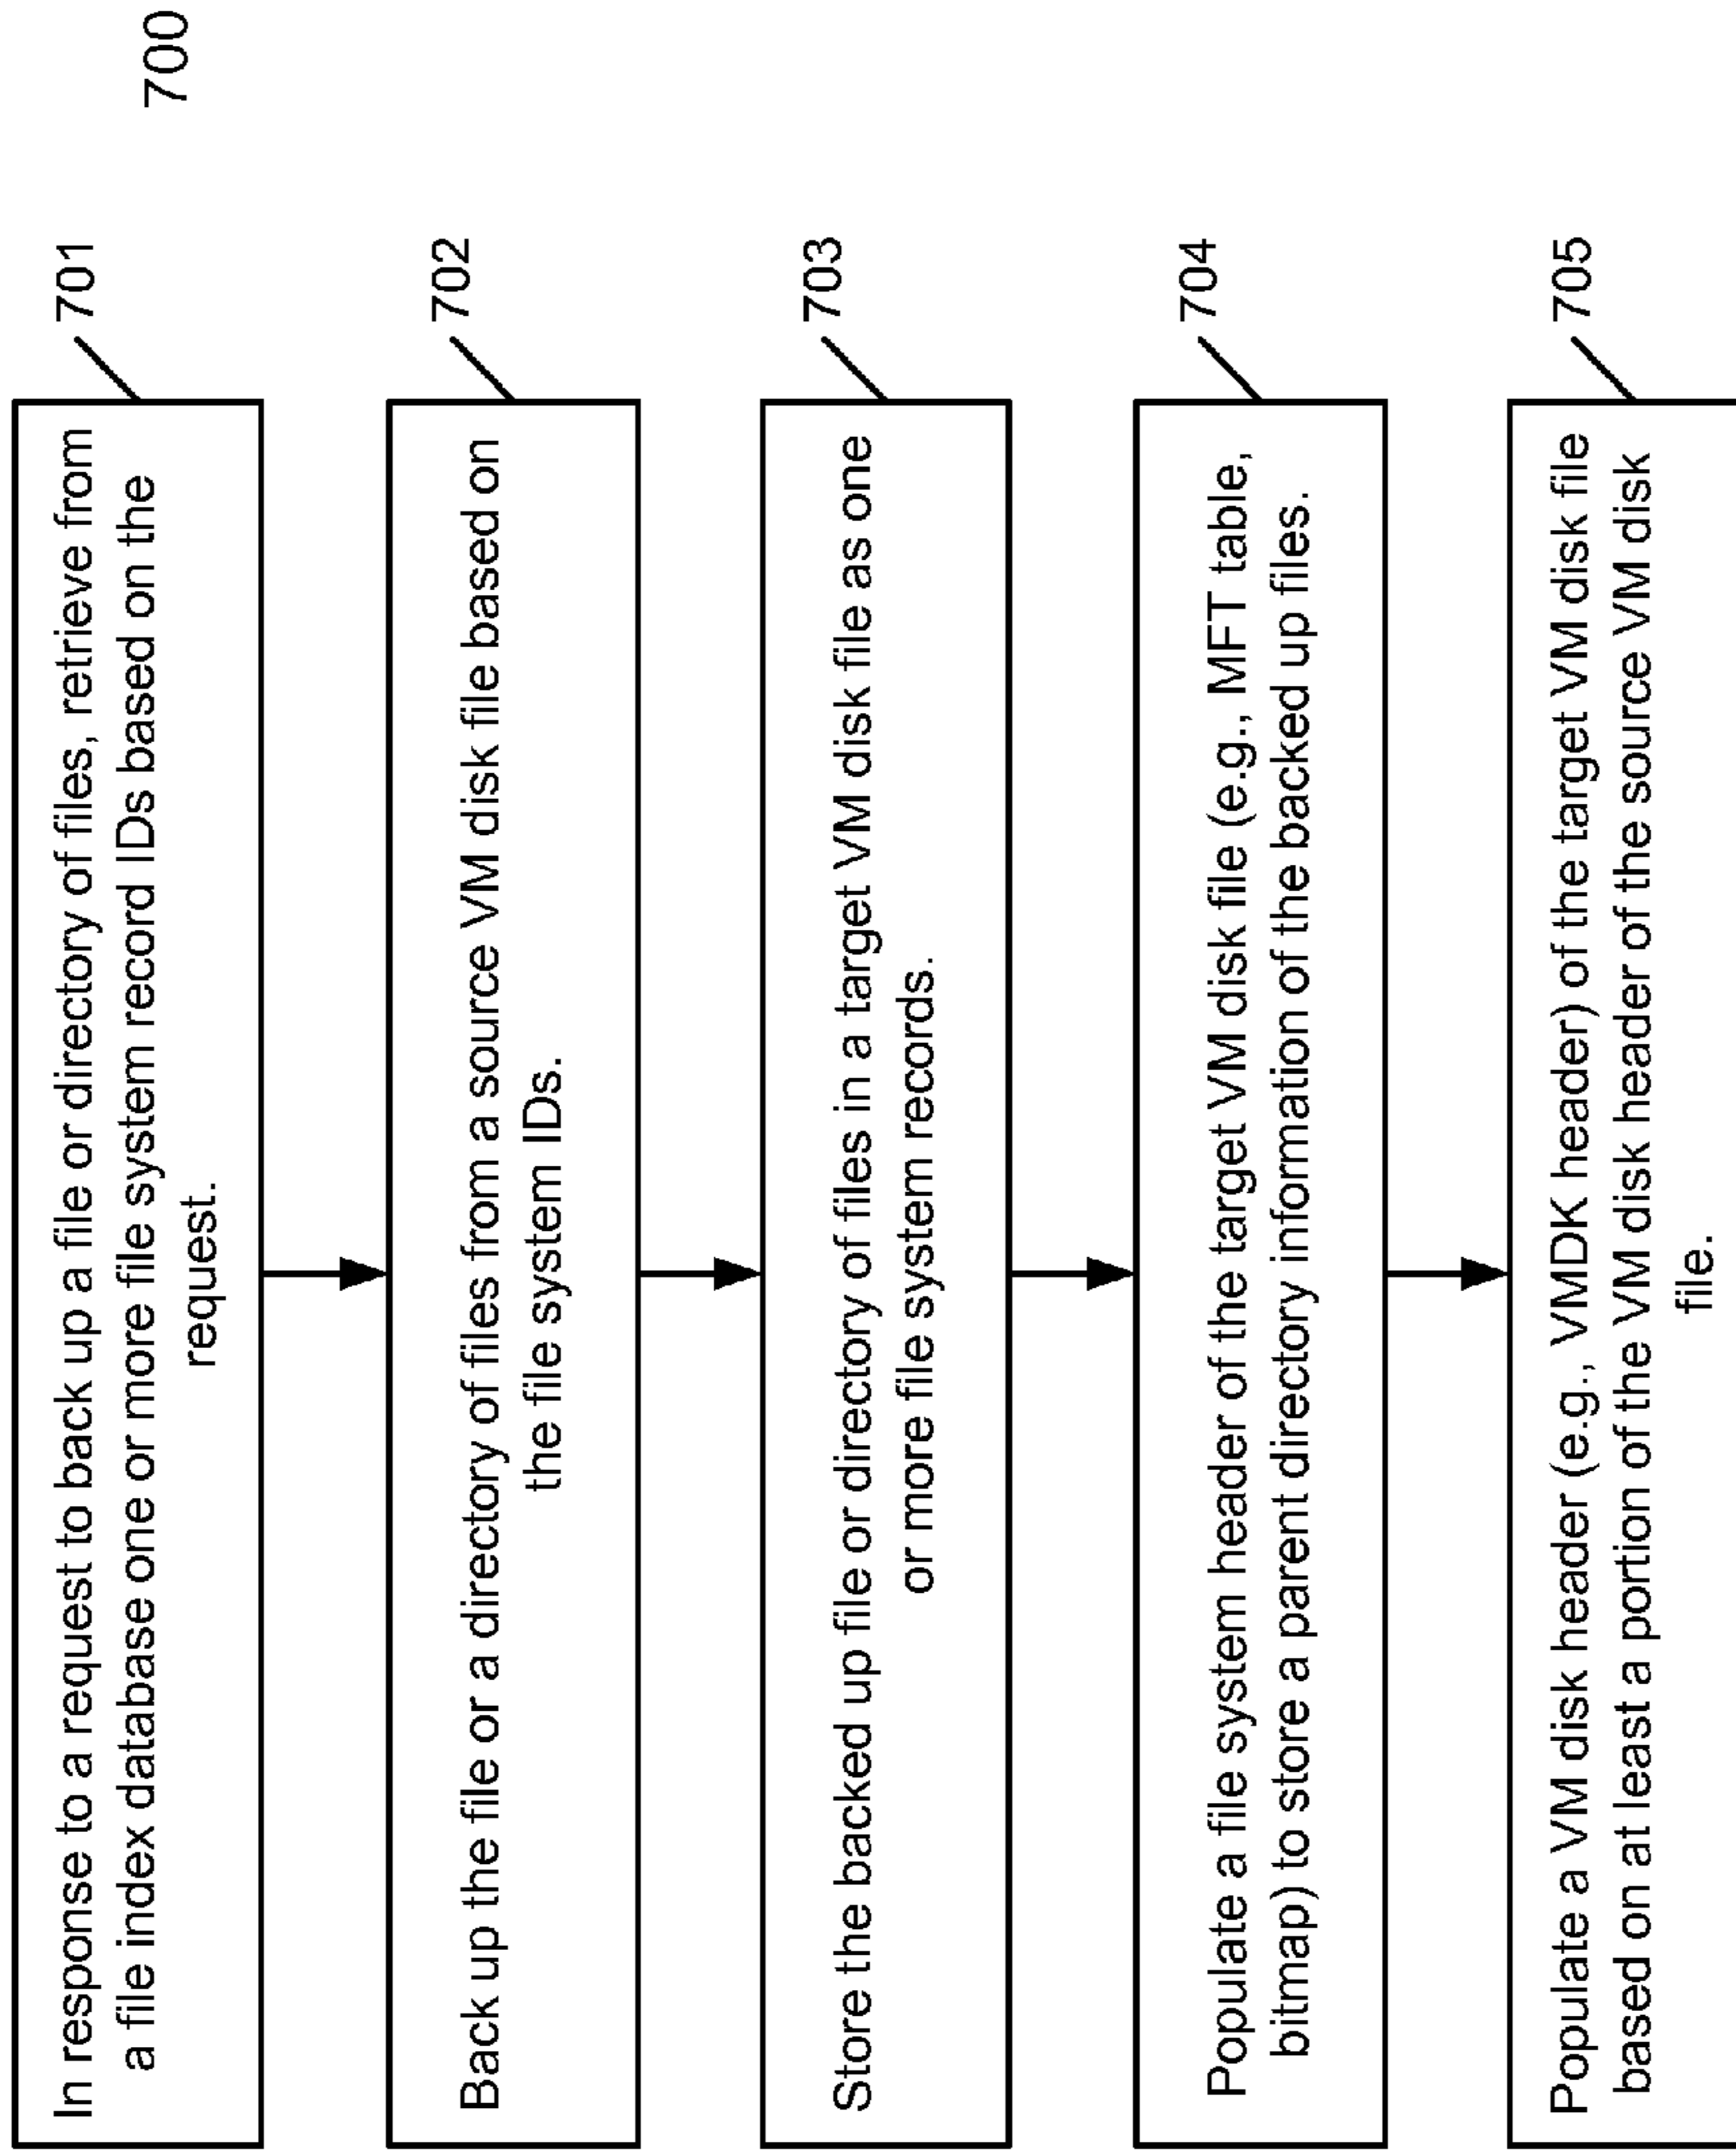 700
701
In response to a request to back up a file or directory of files, retrieve from
a file index database one or more file system record IDs based on the
request.
702
Back up the file or a directory of files from a source VM disk file based on
the file system IDs.
703
Store the backed up file or directory of files in a target VM disk file as one
or more file system records.
704
Populate a file system header of the target VM disk file (e.g., MFT table,
bitmap) to store a parent directory information of the backed up files.
705
Populate a VM disk header (e.g., VMDK header) of the target VM disk file
based on at least a portion of the VM disk header of the source VM disk
file.